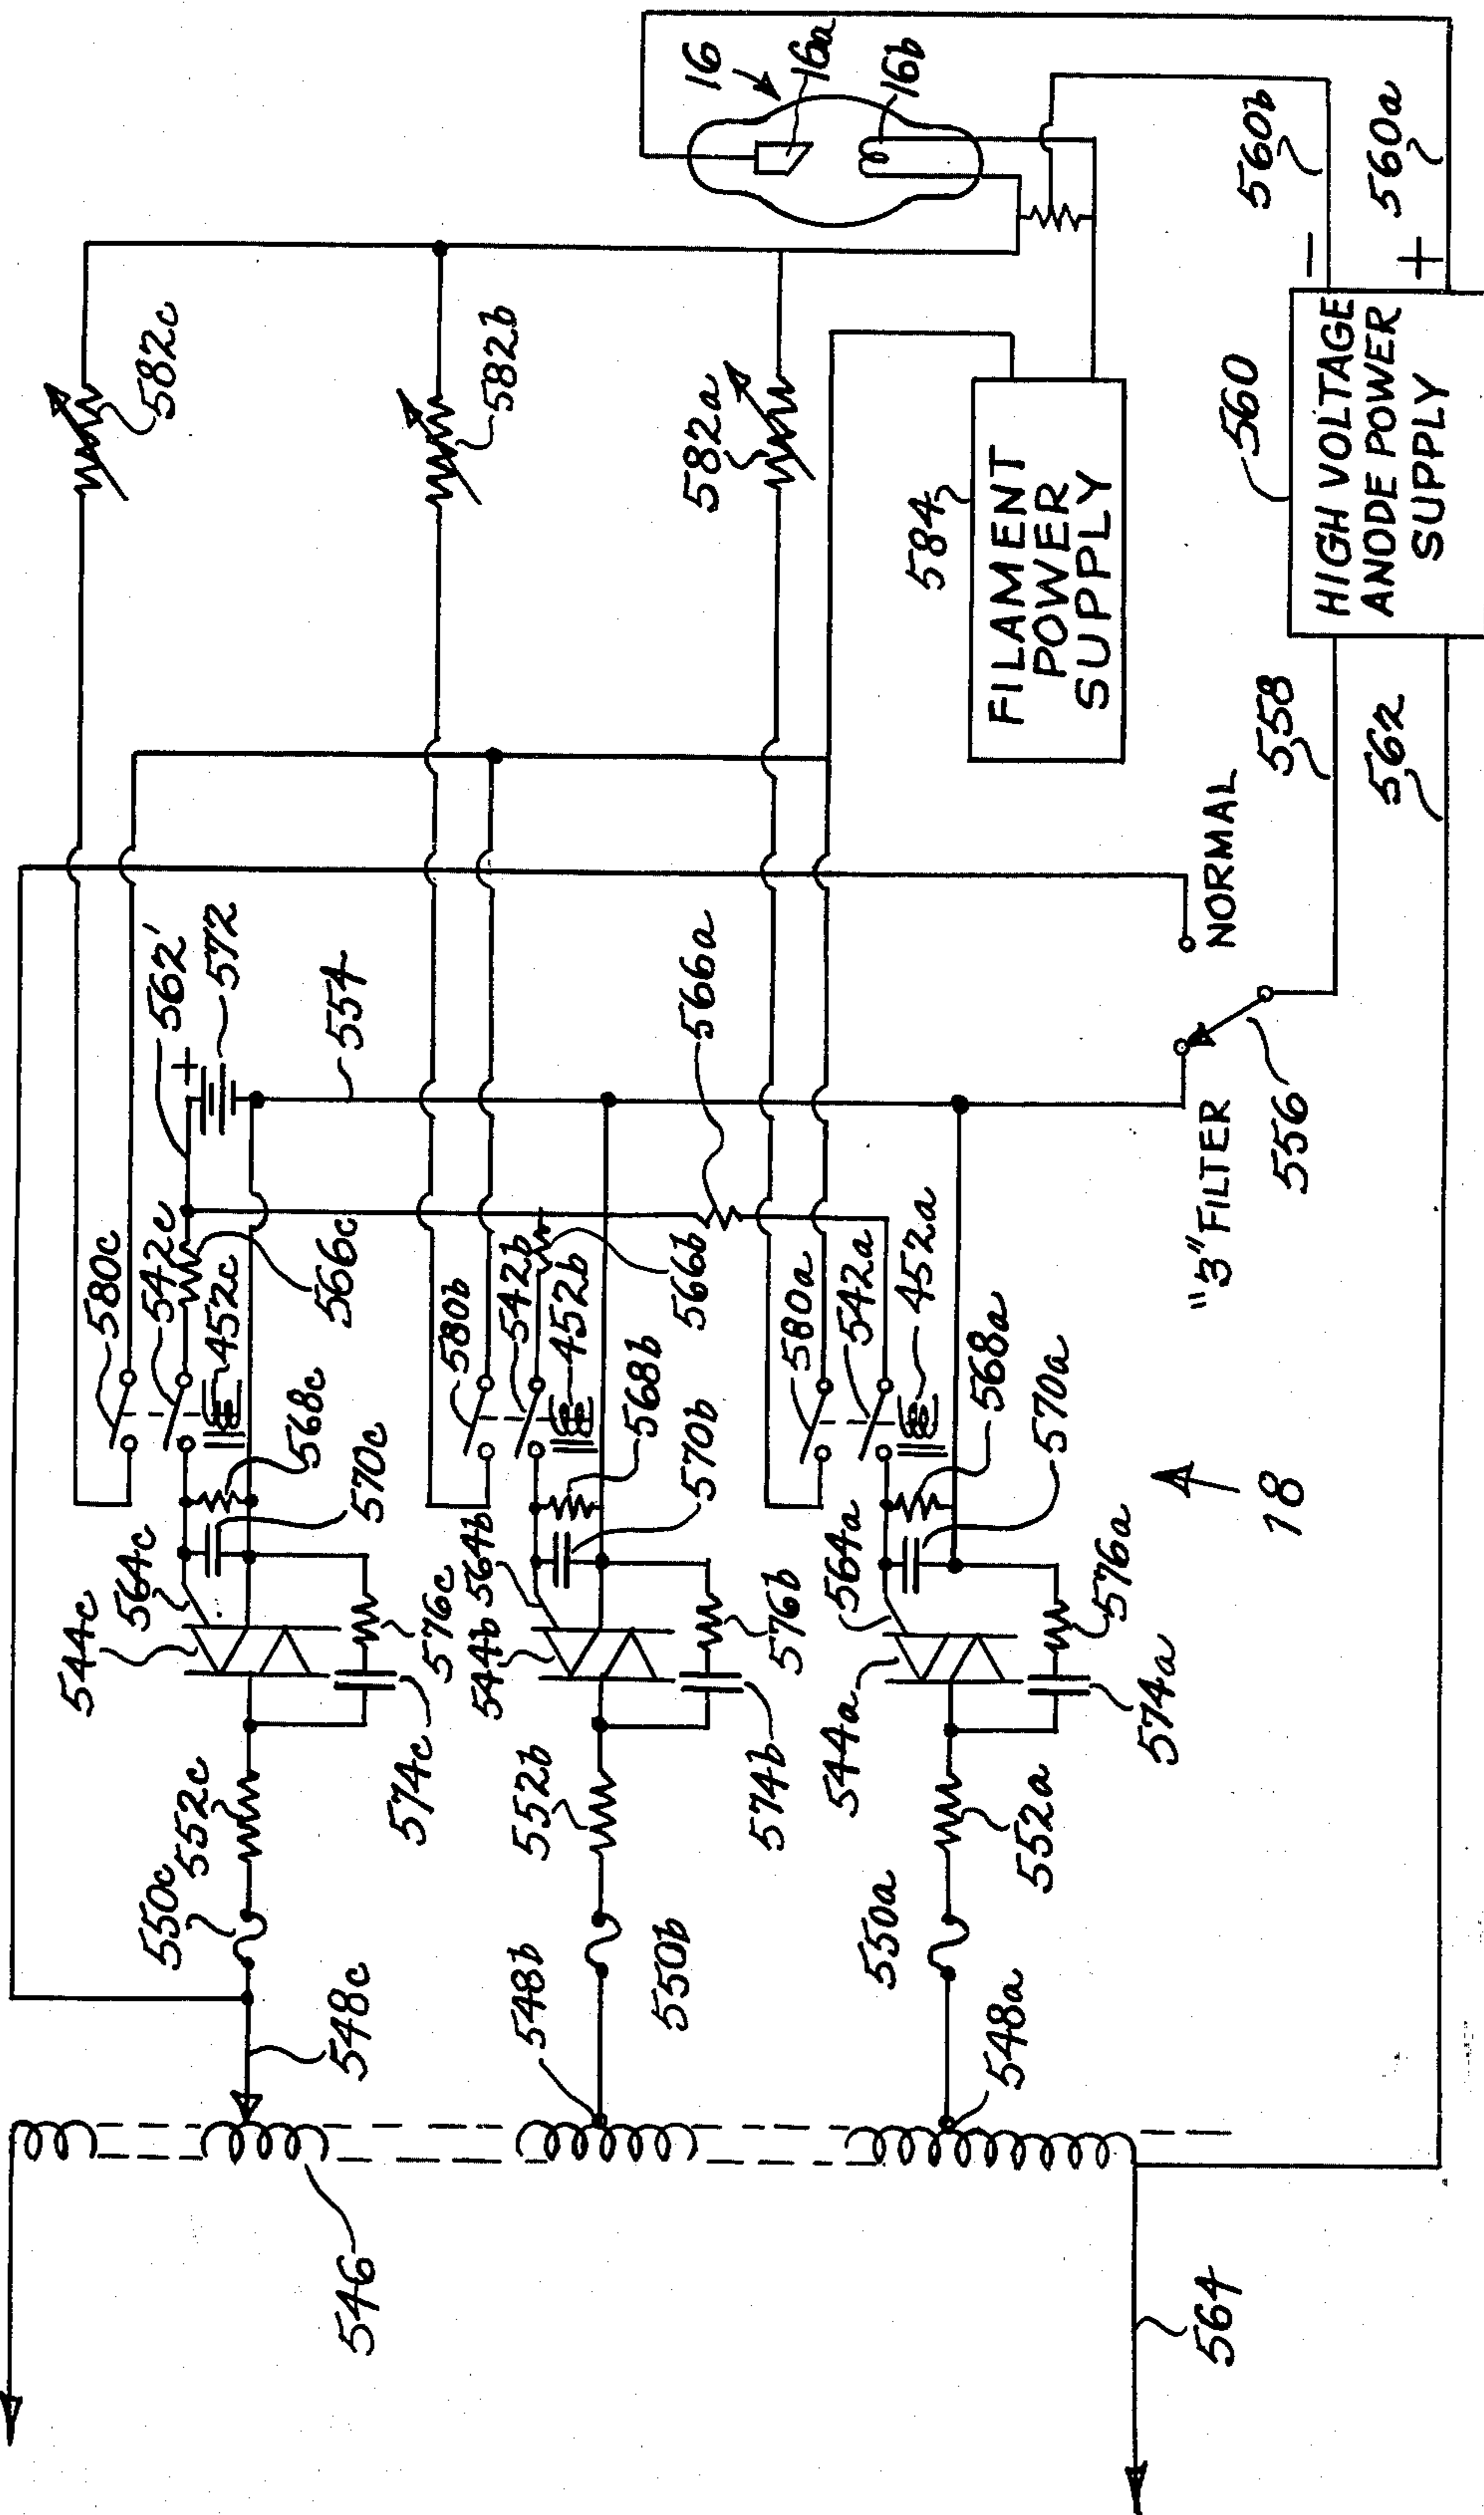 16
16a
16b
560b
560a
−
+
582c
582b
582a
584
FILAMENT
POWER
SUPPLY
560
HIGH VOLTAGE
ANODE POWER
SUPPLY
558
562
NORMAL
562'
572
+
554
566a
"3" FILTER
556
580c
542c
452c
566c
580b
542b
452b
566b
580a
542a
452a
568c
570c
568b
570b
568a
570a
18
544c
564c
576c
544b
564b
576b
544a
564a
576a
550c
552c
574c
552b
574b
550b
550a
552a
574a
548c
548b
548a
546
564